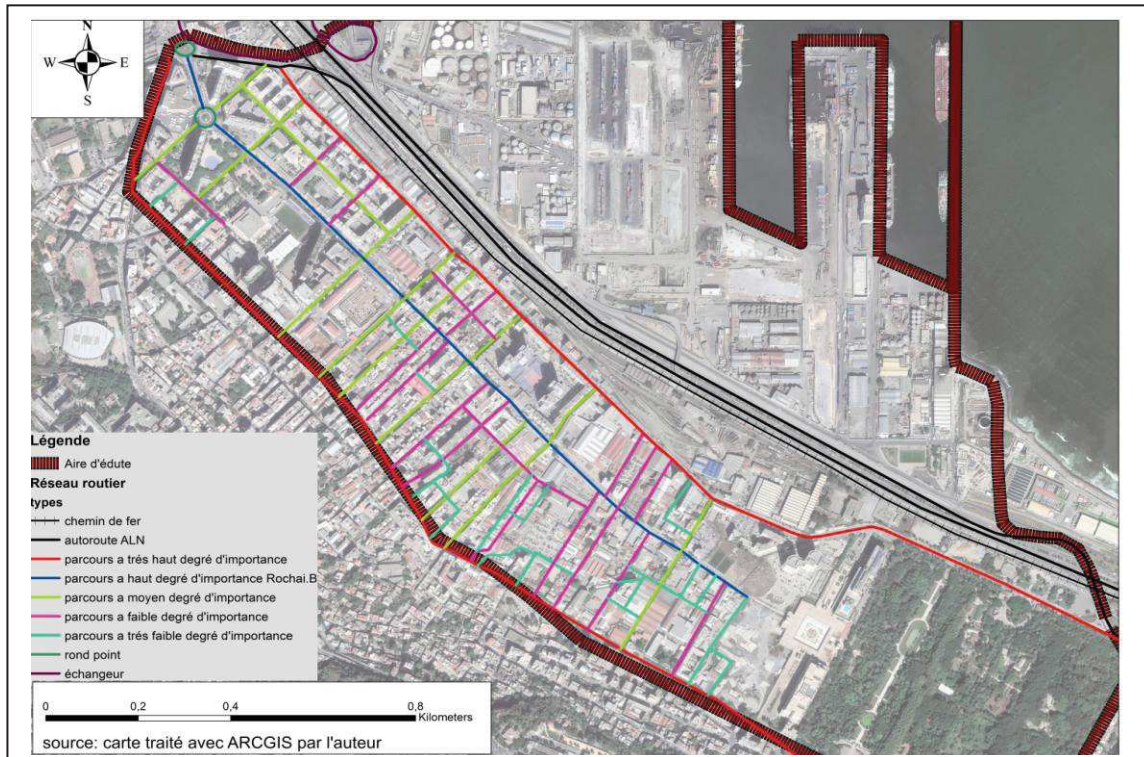 N
W E
S
Légende
Aire d'édute
Réseau routier
types
chemin de fer
autoroute ALN
parcours a trés haut degré d'importance
parcours a haut degré d'importance Rochai.B
parcours a moyen degré d'importance
parcours a faible degré d'importance
parcours a trés faible degré d'importance
rond point
échangeur
0 0,2 0,4 0,8
Kilometers
source: carte traité avec ARCGIS par l'auteur